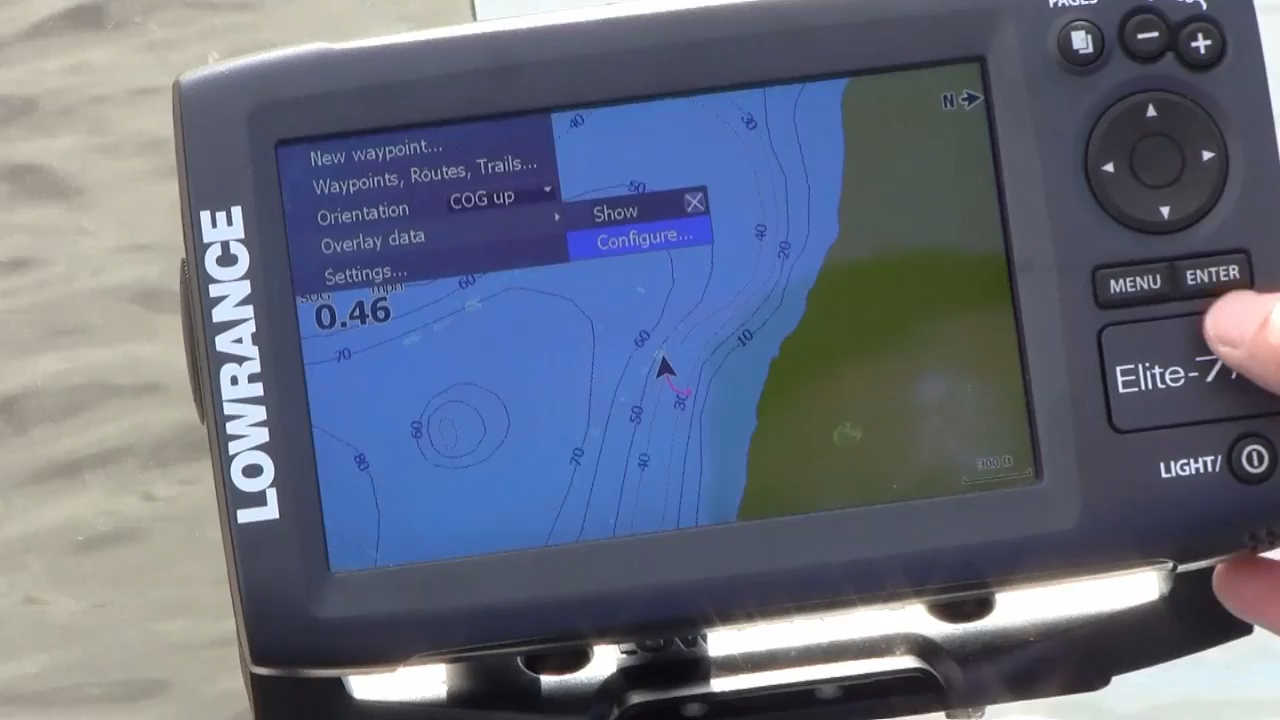 PAGES
N
New waypoint...
Waypoints, Routes, Trails...
Orientation COG up
Overlay data
Settings...
Show
Configure...
SOG mph
0.46
40
30
50
40
20
60
70
60
10
30
50
60
40
70
80
300 ft
LOWRANCE
MENU
ENTER
Elite-7
LIGHT/